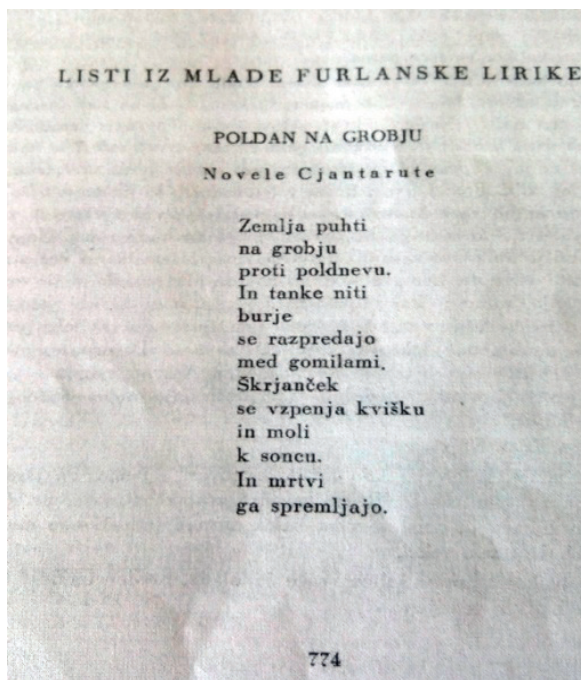 LISTI IZ MLADE FURLANSKE LIRIKE
POLDAN NA GROBJU
Novele Cjantarute
Zemlja puhti
na grobju
proti poldnevu.
In tanke niti
burje
se razpredajo
med gomilami.
Škrjanček
se vzpenja kvišku
in moli
k soncu.
In mrtvi
ga spremljajo.
774